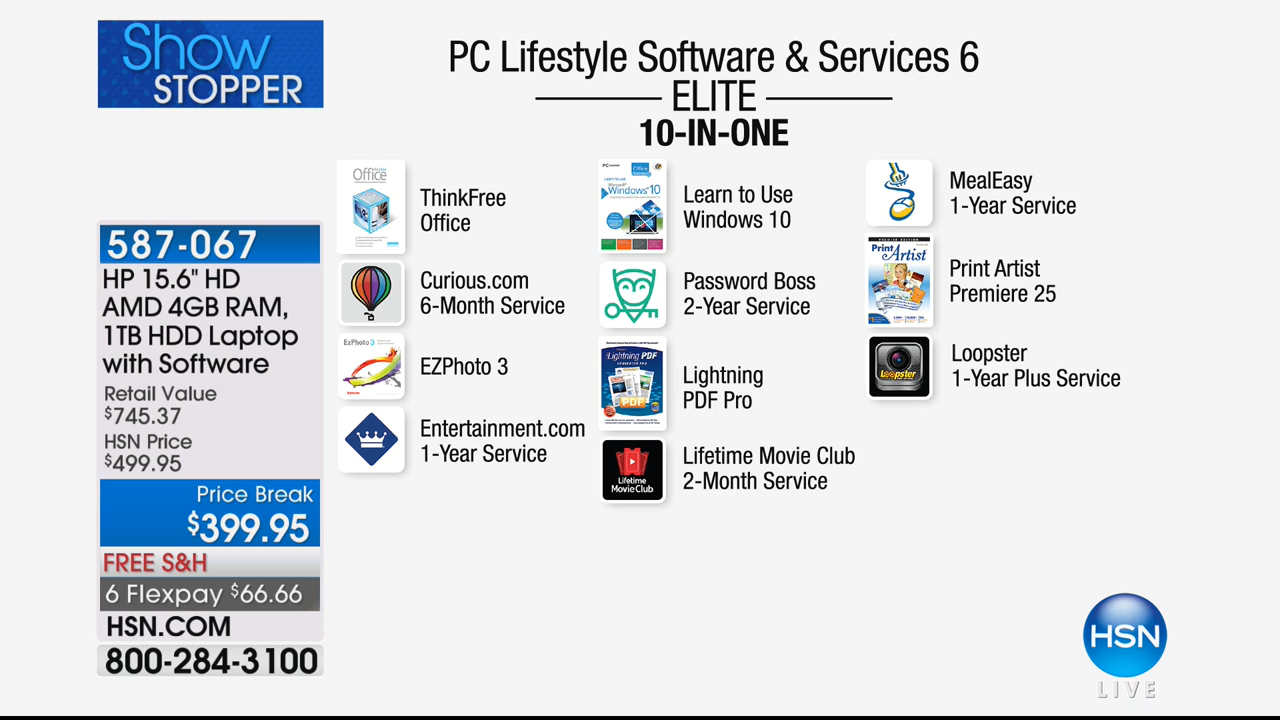 Show
STOPPER
PC Lifestyle Software & Services 6
ELITE
10-IN-ONE
587-067
HP 15.6" HD
AMD 4GB RAM,
1TB HDD Laptop
with Software
Retail Value
$745.37
HSN Price
$499.95
Price Break
$399.95
FREE S&H
6 Flexpay $66.66
HSN.COM
800-284-3100
Office
ThinkFree
Office
Curious.com
6-Month Service
EzPhoto 3
EZPhoto 3
Entertainment.com
1-Year Service
Windows 10
Learn to Use
Windows 10
Password Boss
2-Year Service
Lightning PDF
PDF
Lightning
PDF Pro
Lifetime
Movie Club
Lifetime Movie Club
2-Month Service
MealEasy
1-Year Service
PREMIERE EDITION
Print
Artist
Print Artist
Premiere 25
Loopster
Loopster
1-Year Plus Service
HSN
LIVE